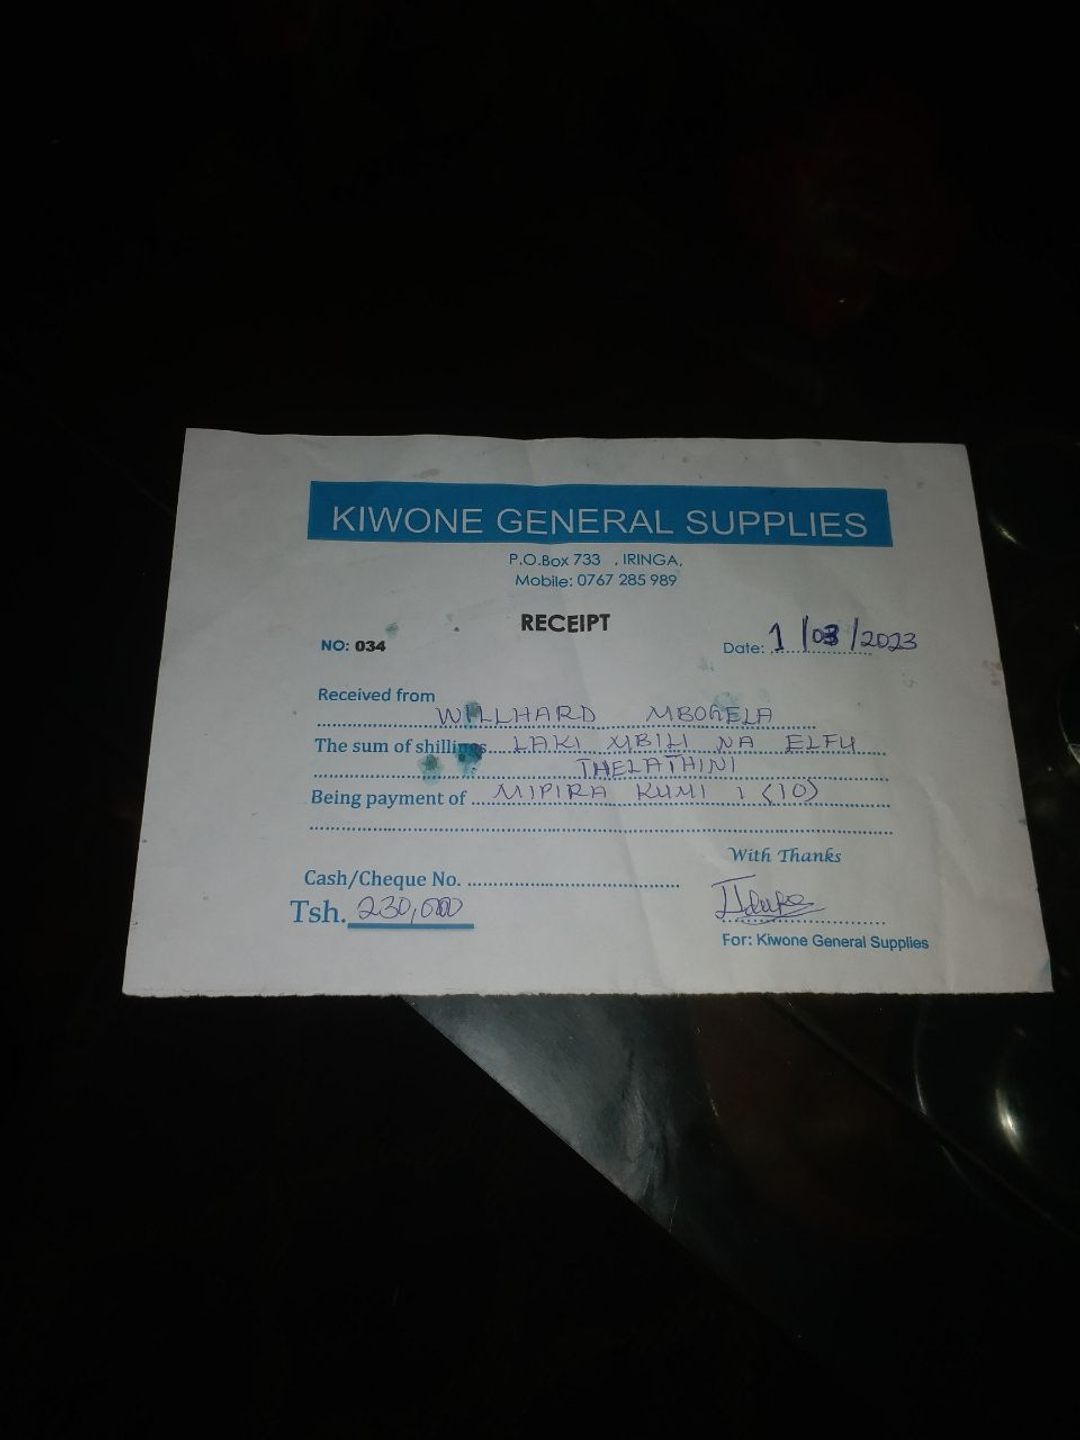 KIWONE GENERAL SUPPLIES
P.O.Box 733 , IRINGA,
Mobile: 0767 285 989
RECEIPT
NO: 034
Date: 1/03/2023
Received from
WILLHARD MBOGELA
The sum of shillings LAKI MBILI NA ELFU
THELATHINI
Being payment of MIPIRA KUMI (10)
With Thanks
Cash/Cheque No.
Tsh. 230,000
For: Kiwone General Supplies